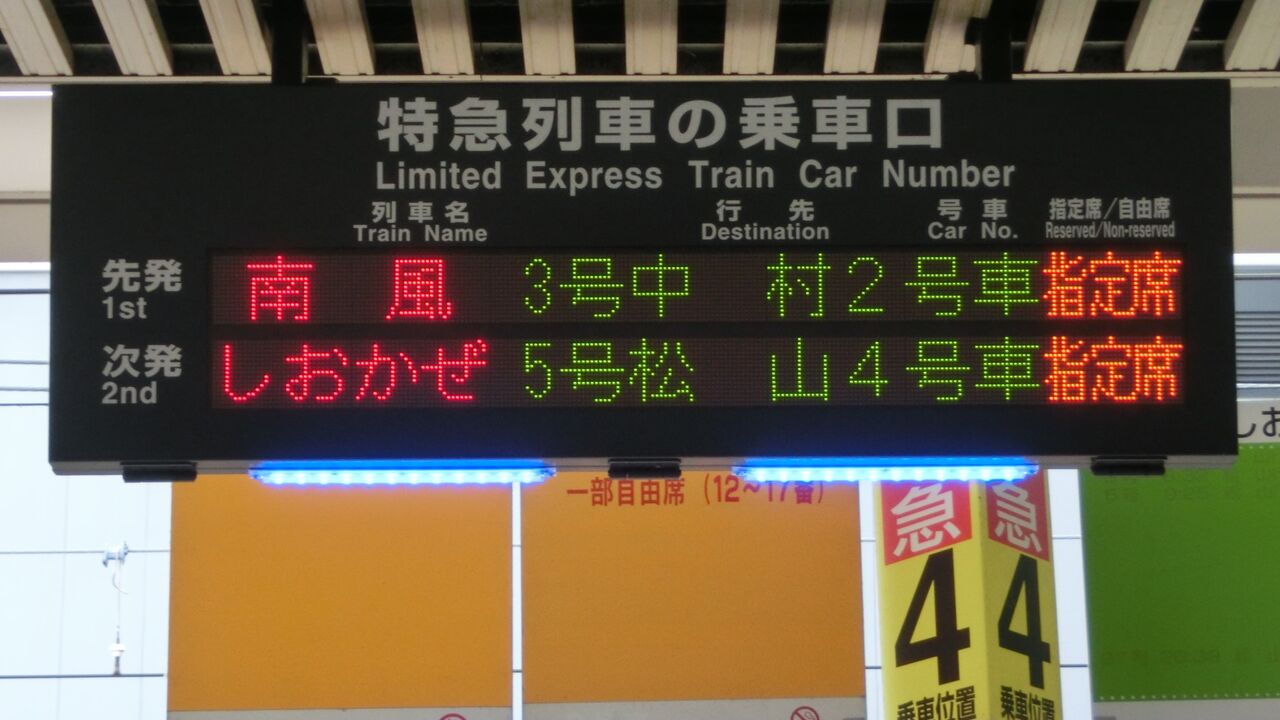 特急列車の乗車口
Limited Express Train Car Number
列車名 行先 号車 指定席/自由席
Train Name Destination Car No. Reserved/Non-reserved
先発 南 風 3号 中 村 2号車 指定席
1st
次発 しおかぜ 5号 松 山 4号車 指定席
2nd
しお
一部自由席 (12~17番)
急 急
4 4
乗車位置 乗車位置